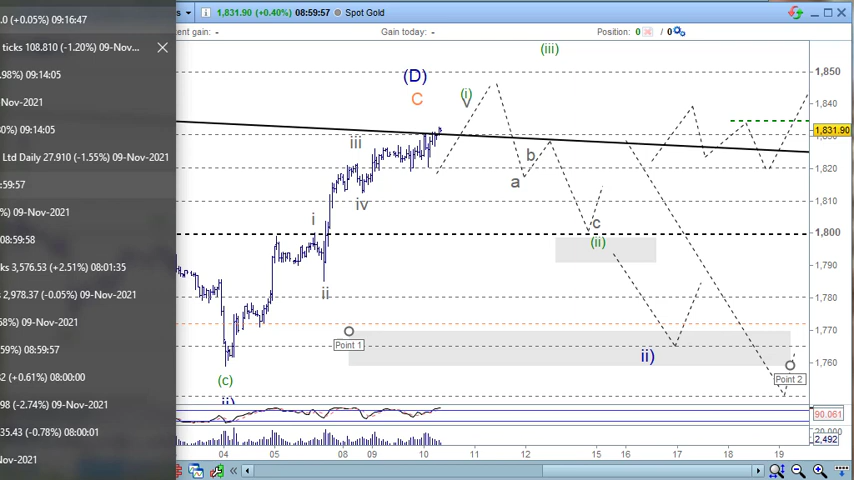 .0 (+0.05%) 09:16:47
ticks 108.810 (-1.20%) 09-Nov...
.98%) 09:14:05
-Nov-2021
80%) 09:14:05
Ltd Daily 27.910 (-1.55%) 09-Nov-2021
59:57
%) 09-Nov-2021
08:59:58
ks 3,576.53 (+2.51%) 08:01:35
s 2,978.37 (-0.05%) 09-Nov-2021
.68%) 09-Nov-2021
.59%) 08:59:57
82 (+0.61%) 08:00:00
98 (-2.74%) 09-Nov-2021
35.43 (-0.78%) 08:00:01
-Nov-2021
s
1,831.90 (+0.40%) 08:59:57 Spot Gold
cent gain: - Gain today: - Position: 0 / 0
(iii)
(D)
C
(i)
v
iii
b
a
iv
i
c
(ii)
ii
Point 1
ii)
Point 2
(c)
ii)
1,850
1,840
1,831.90
1,820
1,810
1,800
1,790
1,780
1,770
1,760
90.061
2,492
04 05 08 09 10 11 12 15 16 17 18 19